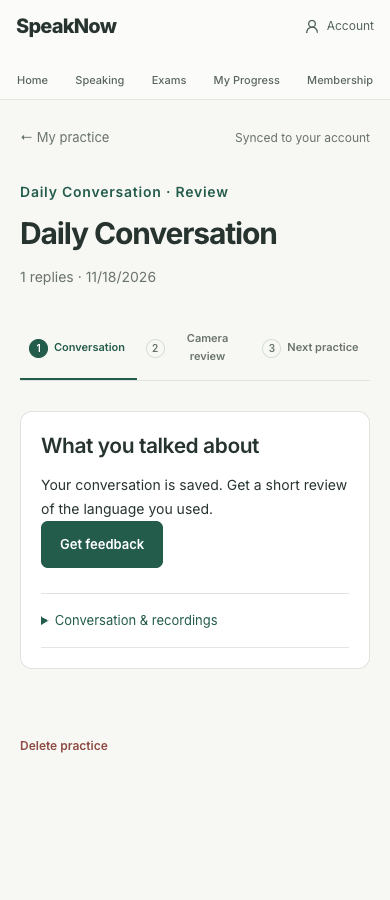 SpeakNow
Account
Home Speaking Exams My Progress Membership
← My practice
Synced to your account
Daily Conversation · Review
Daily Conversation
1 replies · 11/18/2026
1 Conversation
2 Camera
review
3 Next practice
What you talked about
Your conversation is saved. Get a short review
of the language you used.
Get feedback
Conversation & recordings
Delete practice